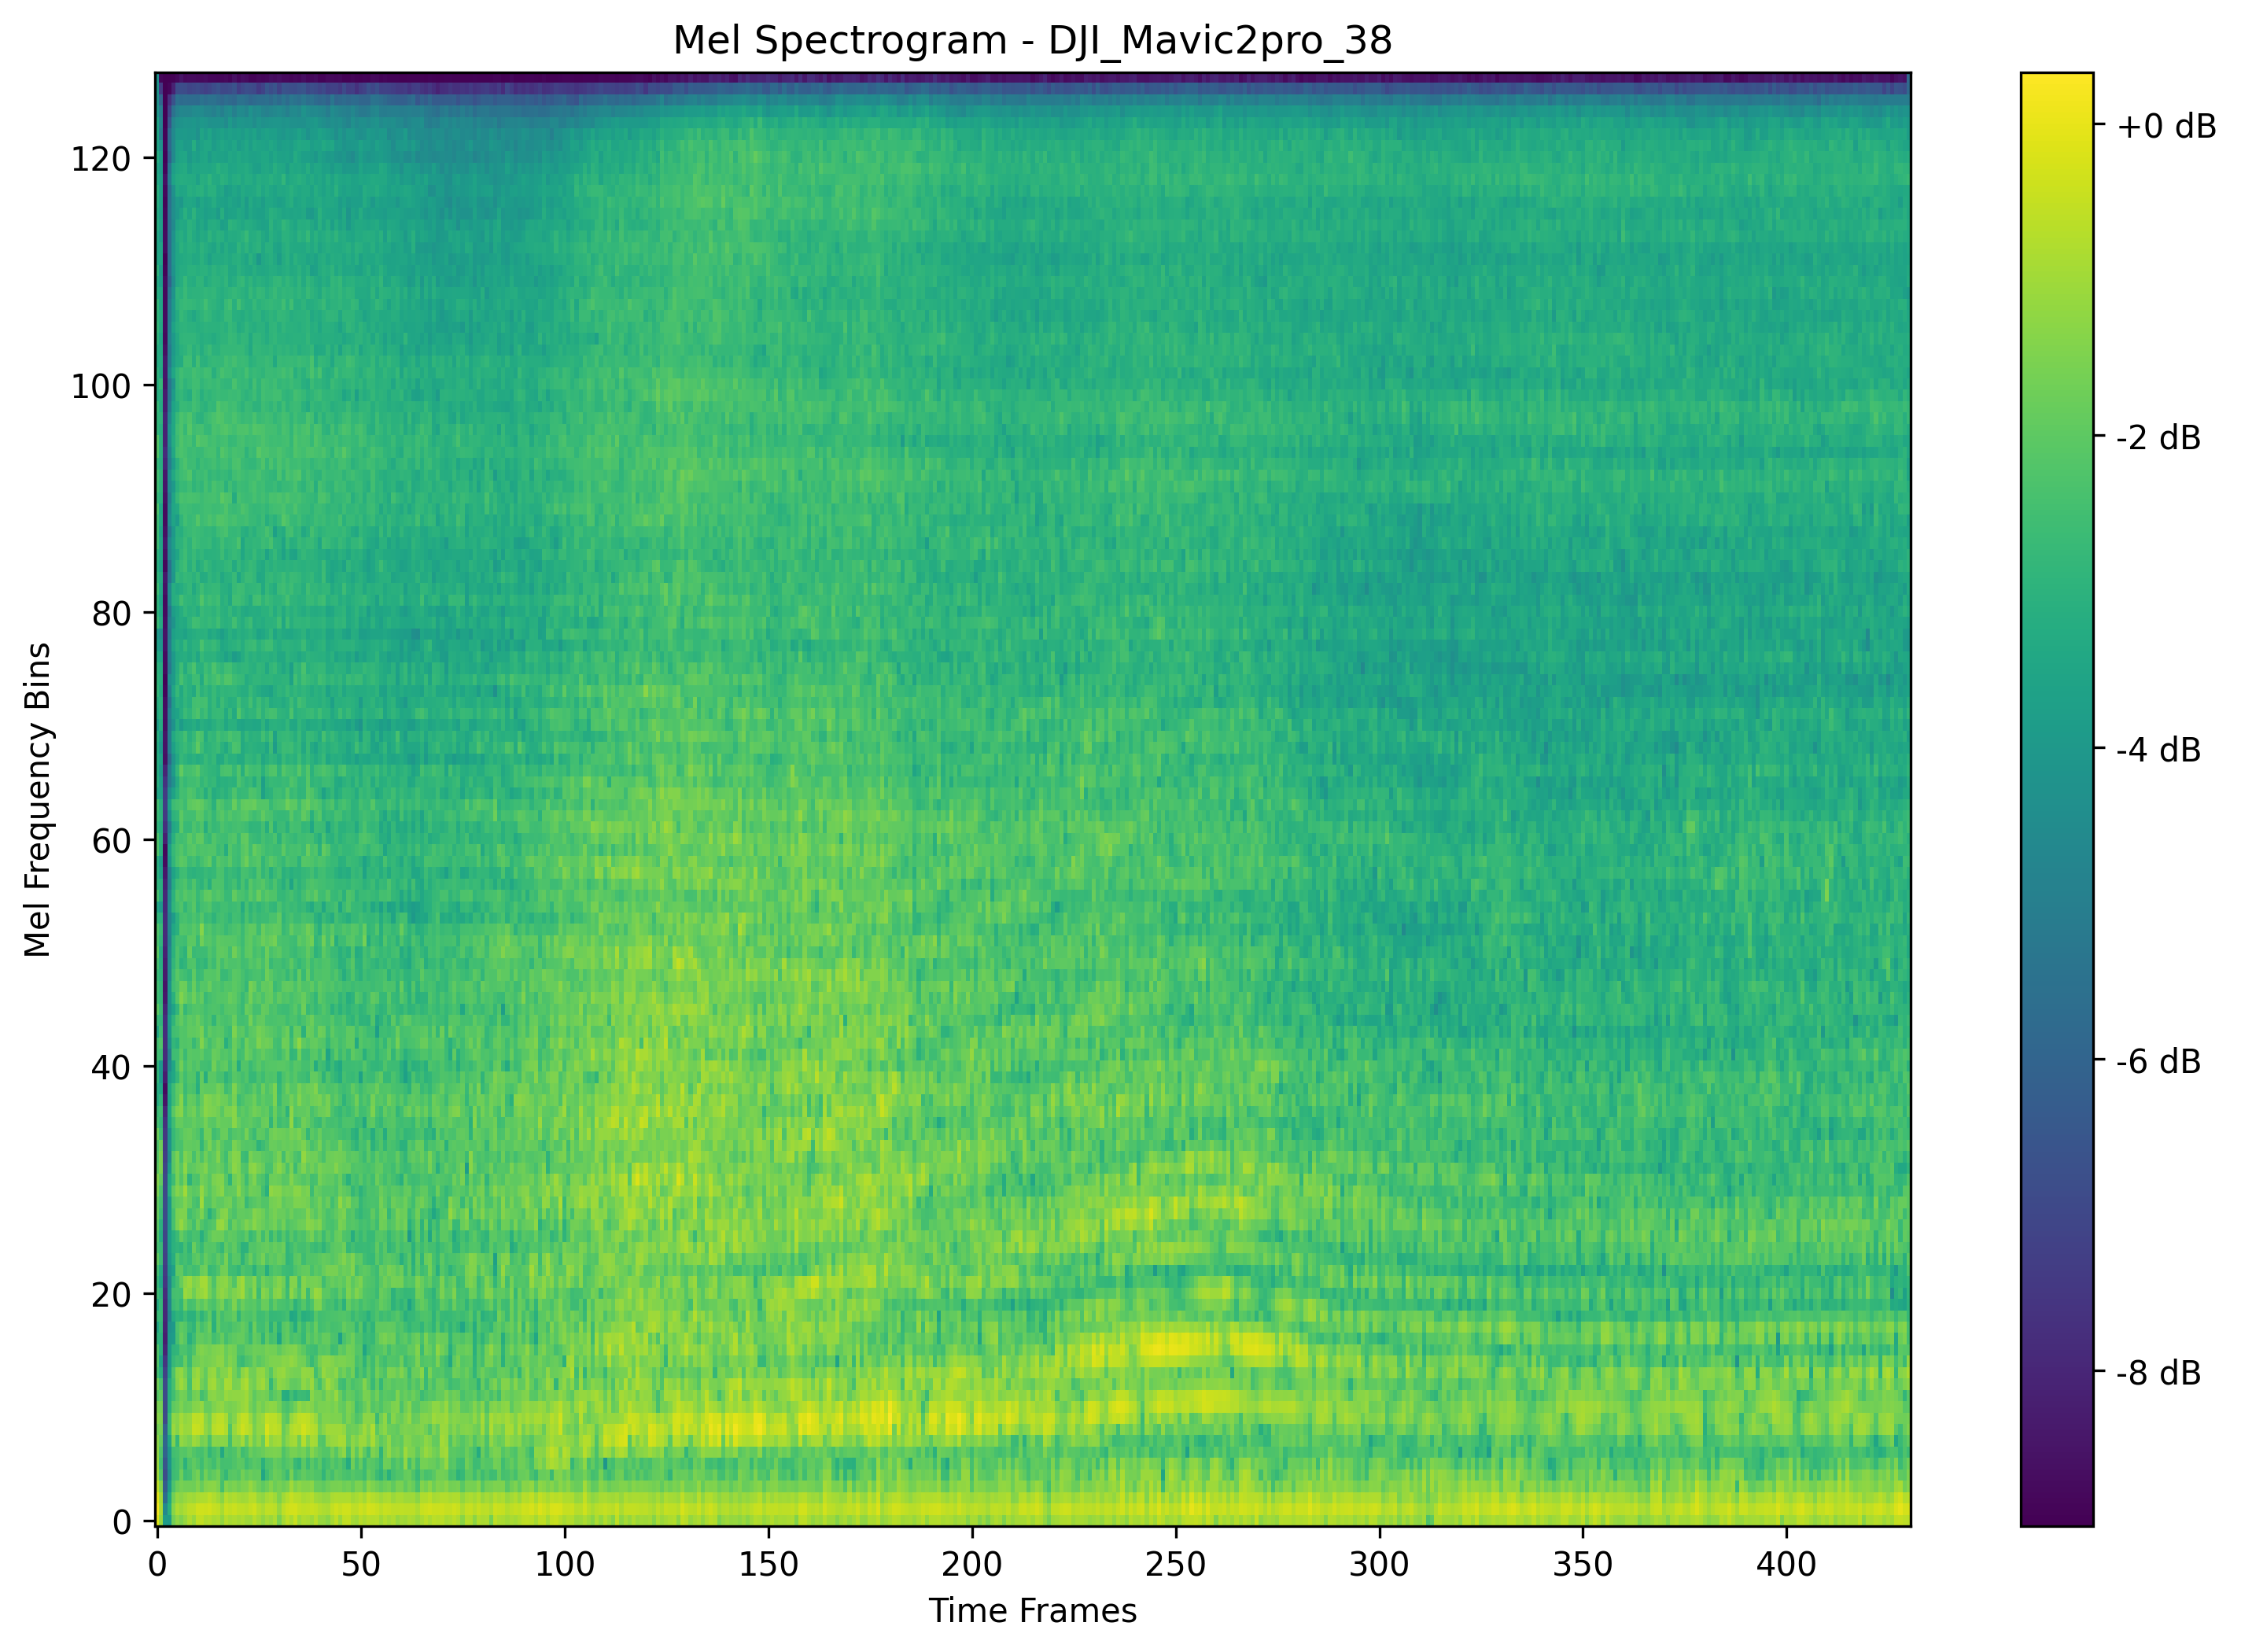 Mel Spectrogram - DJI_Mavic2pro_38
Mel Frequency Bins
120
100
80
60
40
20
0
0 50 100 150 200 250 300 350 400
Time Frames
+0 dB
-2 dB
-4 dB
-6 dB
-8 dB